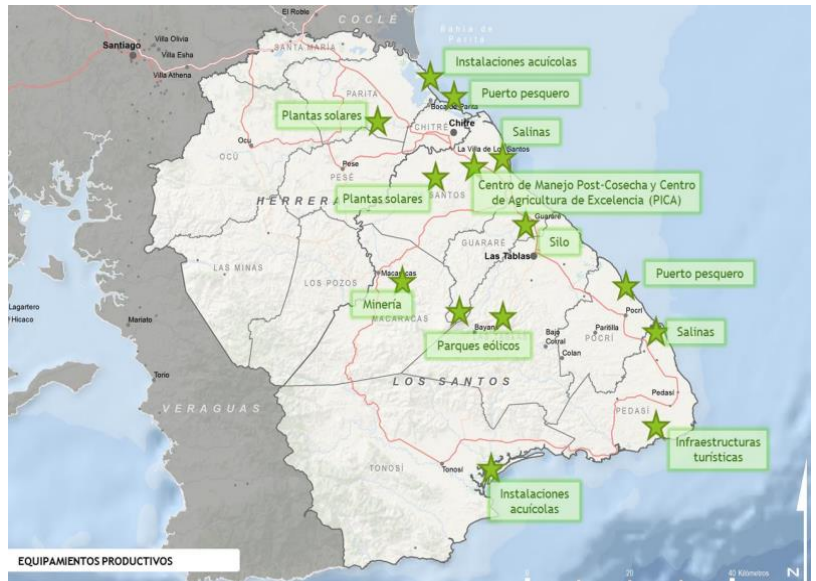 El Roble
COCLÉ
Bahía de
Parita
Villa Olivia
Santiago
Villa Esha
Villa Athena
SANTA MARÍA
Instalaciones acuícolas
PARITA
Puerto pesquero
Boca de Parita
Plantas solares
CHITRÉ
Chitré
Salinas
Ocú
OCÚ
La Villa de Los Santos
Pesé
PESÉ
Plantas solares
SANTOS
Centro de Manejo Post-Cosecha y Centro
de Agricultura de Excelencia (PICA)
HERRERA
Guararé
GUARARÉ
Silo
Las Tablas
LAS MINAS
LOS POZOS
Macaracas
Puerto pesquero
Lagartero
Hicaco
Mariato
Minería
MACARACAS
Pocrí
Bayano
Bajo
Corral
Paritilla
POCRÍ
Salinas
Parques eólicos
Colan
Torio
LOS SANTOS
Pedasí
VERAGUAS
PEDASÍ
Infraestructuras
turísticas
TONOSÍ
Tonosí
Instalaciones
acuícolas
EQUIPAMIENTOS PRODUCTIVOS
0
20
40 Kilómetros
N